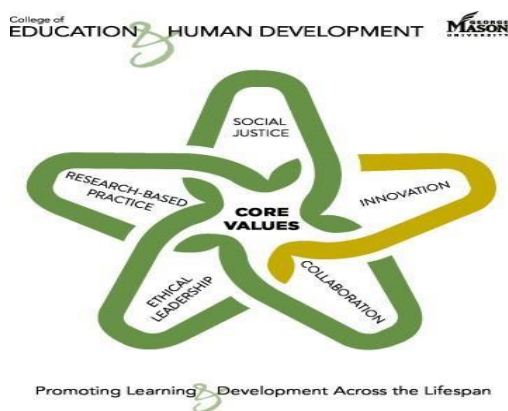 College of
EDUCATION & HUMAN DEVELOPMENT
GEORGE
MASON
UNIVERSITY
SOCIAL
JUSTICE
RESEARCH-BASED
PRACTICE
INNOVATION
CORE
VALUES
ETHICAL
LEADERSHIP
COLLABORATION
Promoting Learning & Development Across the Lifespan